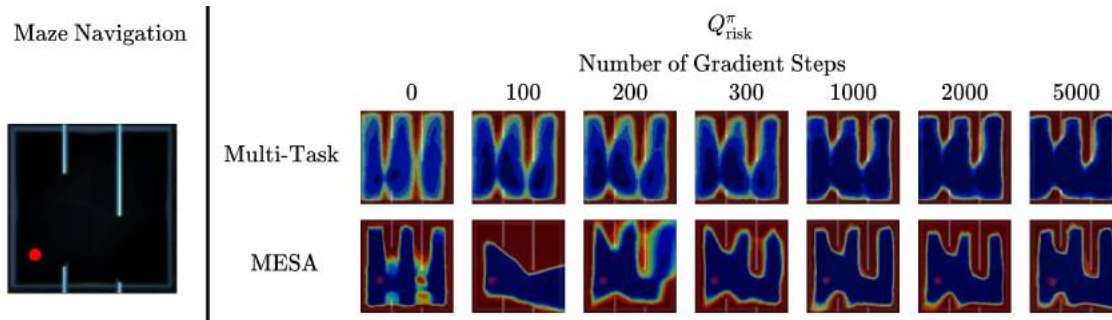 Maze Navigation
Q^π_risk
Number of Gradient Steps
0 100 200 300 1000 2000 5000
Multi-Task
MESA